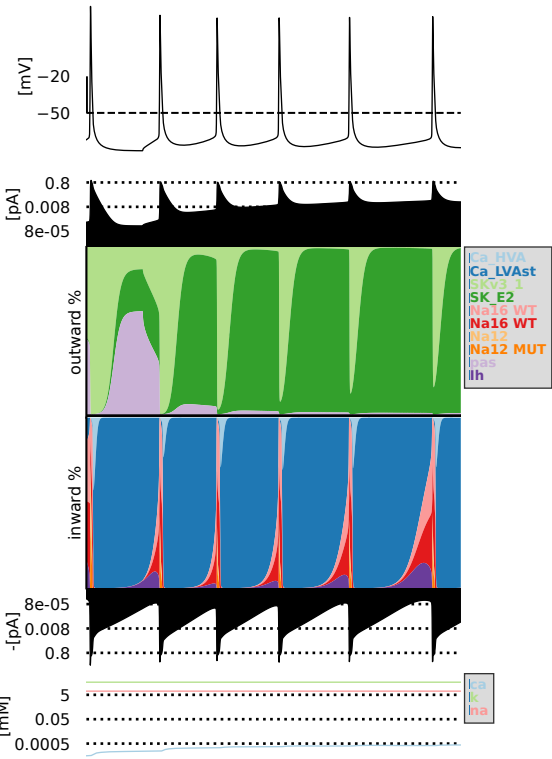 [mV]
−20
−50
[pA]
0.8
0.008
8e-05
outward %
Ca_HVA
Ca_LVAst
SKv3_1
SK_E2
Na16 WT
Na16 WT
Na12
Na12 MUT
pas
Ih
inward %
-[pA]
8e-05
0.008
0.8
[mM]
5
0.05
0.0005
ca
k
na